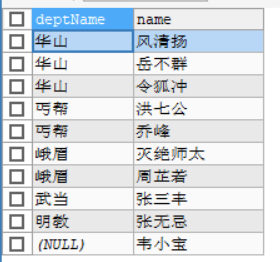 deptName name
华山 风清扬
华山 岳不群
华山 令狐冲
丐帮 洪七公
丐帮 乔峰
峨眉 灭绝师太
峨眉 周芷若
武当 张三丰
明教 张无忌
(NULL) 韦小宝